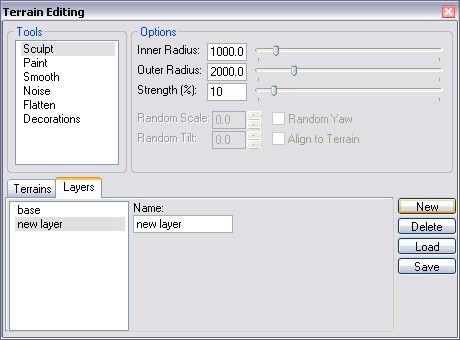 Terrain Editing
Tools
Sculpt
Paint
Smooth
Noise
Flatten
Decorations
Options
Inner Radius: 1000.0
Outer Radius: 2000.0
Strength (%): 10
Random Scale: 0.0 Random Yaw
Random Tilt: 0.0 Align to Terrain
Terrains Layers
base
new layer
Name:
new layer
New
Delete
Load
Save